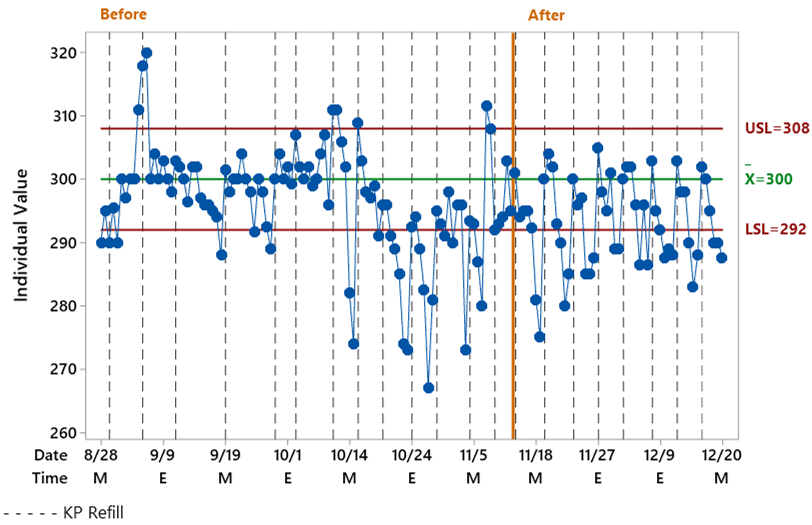 Before After
320
310
300
290
280
270
260
Individual Value
USL=308
_
X=300
LSL=292
Date 8/28 9/9 9/19 10/1 10/14 10/24 11/5 11/18 11/27 12/9 12/20
Time M E M E M E M M E E M
- - - - - KP Refill